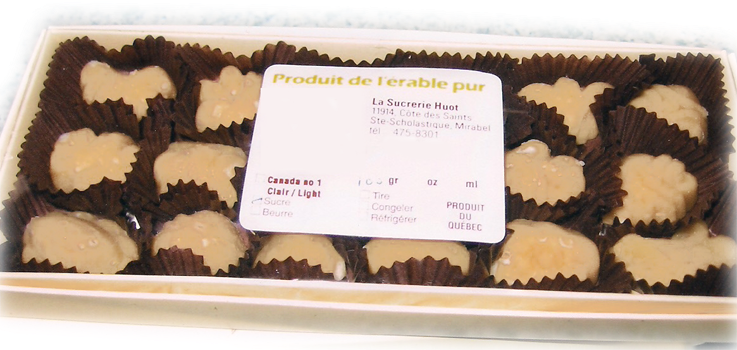 Produit de l'érable pur
La Sucrerie Huot
11914, Côte des Saints
Ste-Scholastique, Mirabel
tél. 475-8301
Canada no 1 gr oz ml
Clair / Light
Sucre Tire
Beurre Congeler
Réfrigérer
PRODUIT
DU
QUÉBEC